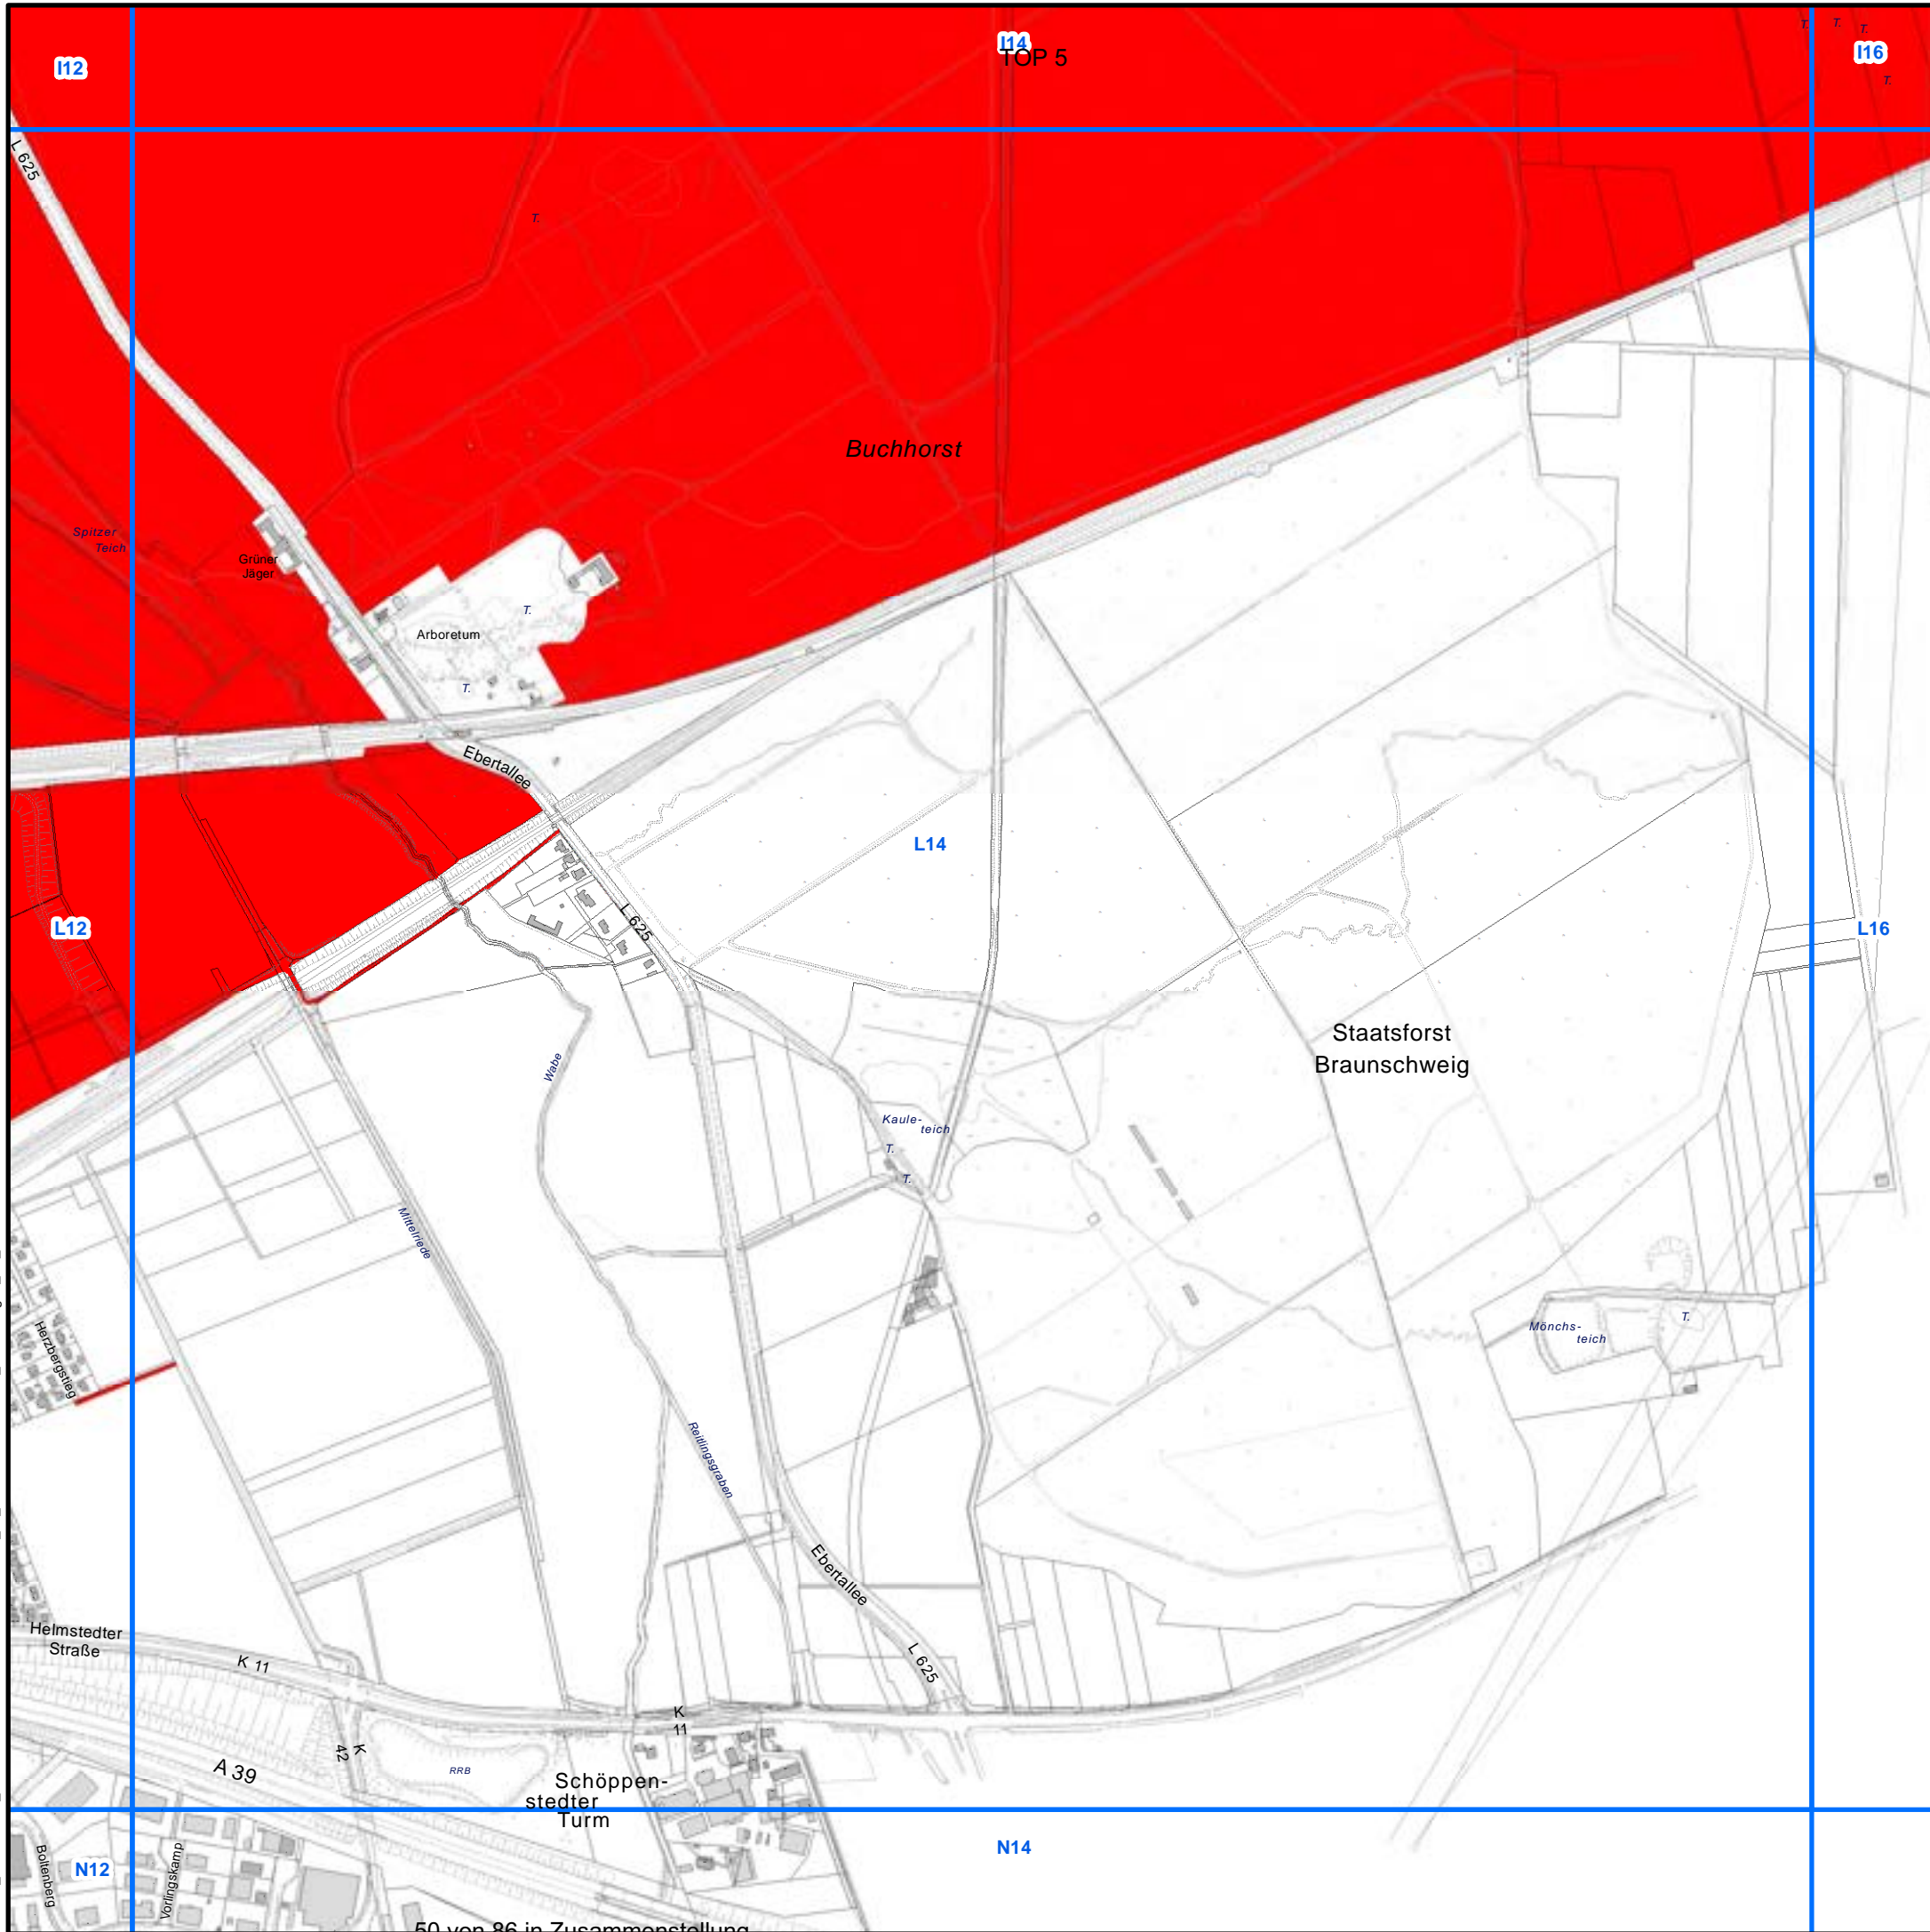 I12
I14
TOP 5
I16
T.
T.
T.
T.
L 625
T.
Buchhorst
Spitzer
Teich
Grüner
Jäger
T.
Arboretum
T.
Ebertallee
L14
L12
L 625
L16
Staatsforst
Braunschweig
Wabe
Kaule-
teich
T.
T.
Mittelriede
Herzbergstieg
Mönchs-
teich
T.
Reitlingsgraben
Ebertallee
Helmstedter
Straße
K 11
L 625
K
11
K
42
A 39
RRB
Schöppen-
stedter
Turm
N14
N12
Boltenberg
Vorlingskamp
50 von 86 in Zusammenstellung